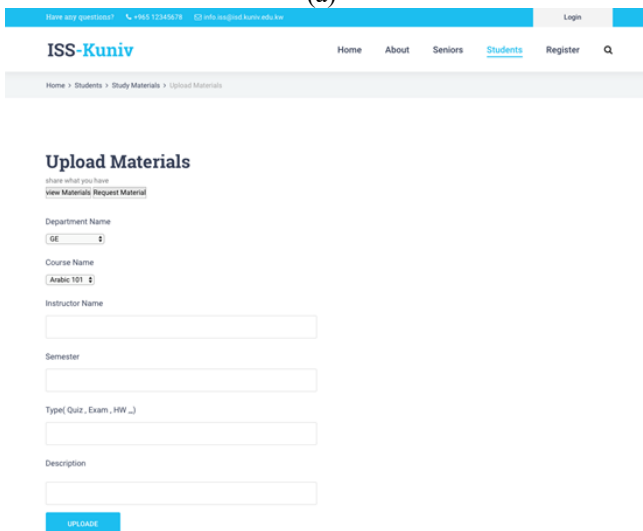 (a)
Have any questions? +965 12345678 info.iss@isd.kuniv.edu.kw Login
ISS-Kuniv Home About Seniors Students Register
Home > Students > Study Materials > Upload Materials
Upload Materials
share what you have
view Materials Request Material
Department Name
GE
Course Name
Arabic 101
Instructor Name
Semester
Type( Quiz , Exam , HW ,,,)
Description
UPLOADE